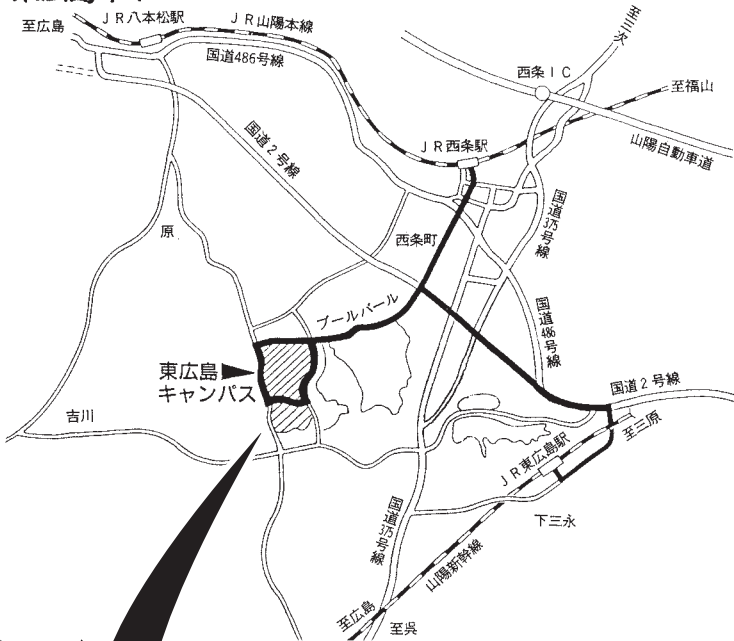 至広島
ＪＲ八本松駅
ＪＲ山陽本線
国道486号線
至三次
西条ＩＣ
至福山
山陽自動車道
国道２号線
ＪＲ西条駅
国道375号線
原
西条町
ブールバール
国道486号線
東広島
キャンパス
国道２号線
吉川
ＪＲ東広島駅
至三原
国道375号線
下三永
山陽新幹線
至広島
至呉